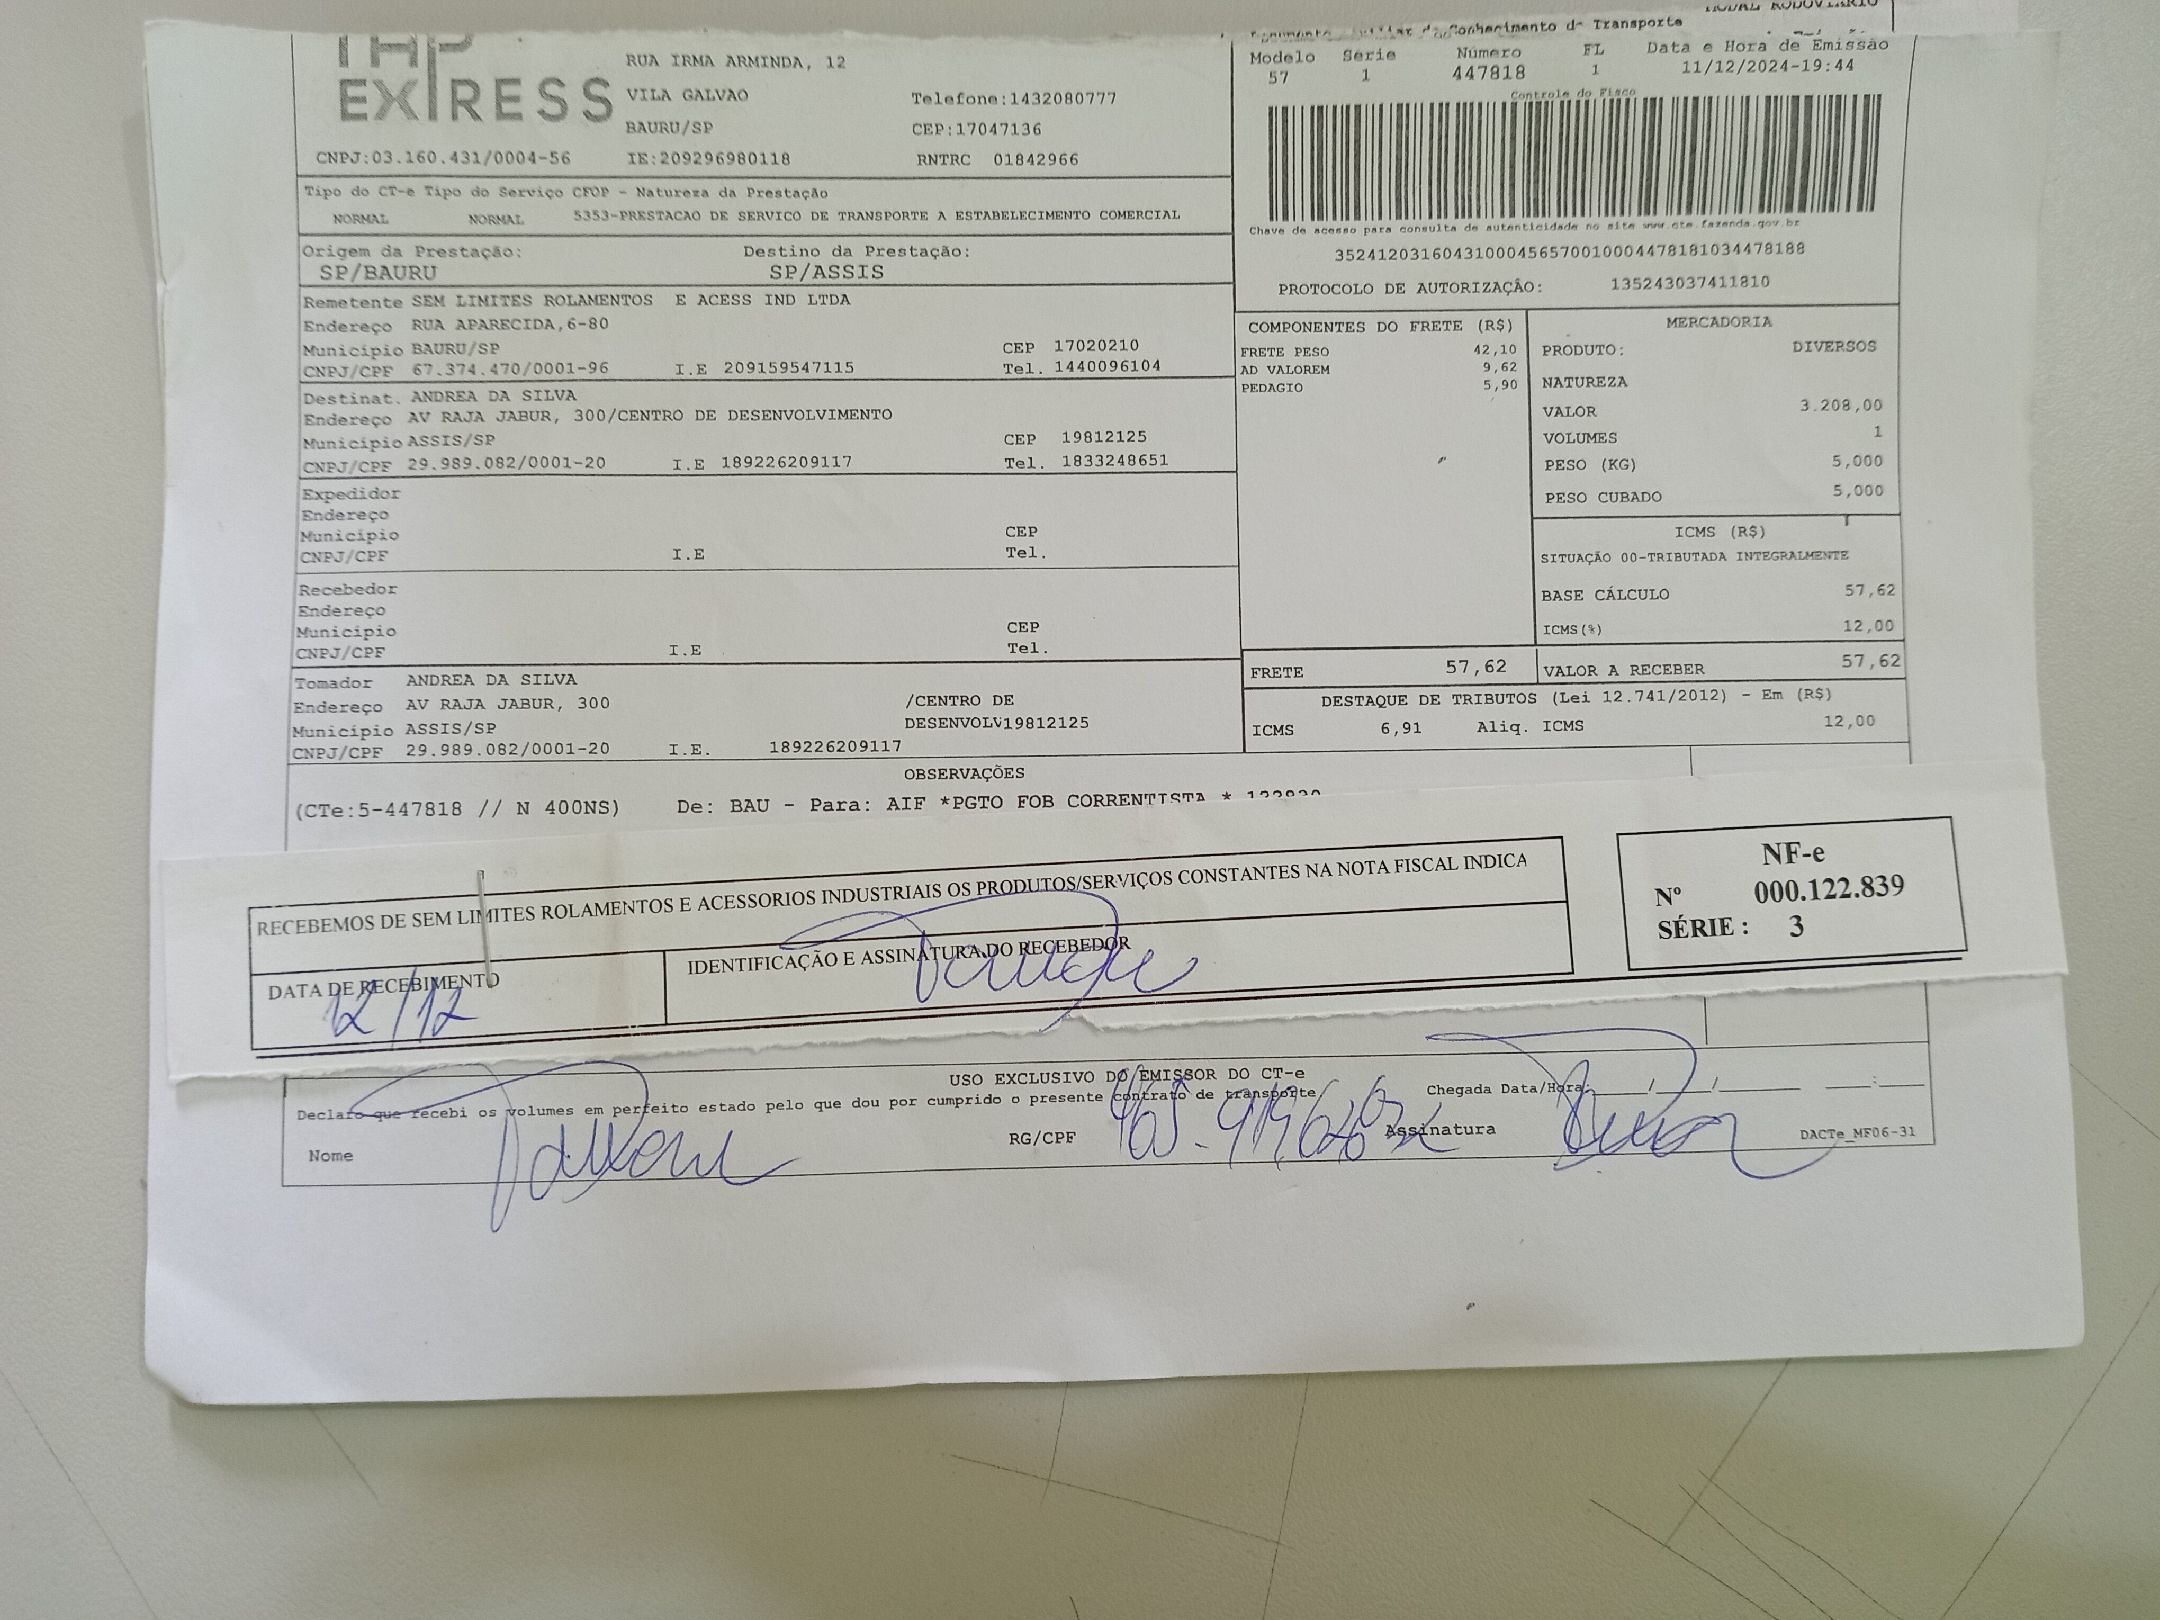 Conhecimento de Transporte
EXPRESS
RUA IRMA ARMINDA, 12
VILA GALVAO
Telefone:1432080777
BAURU/SP
CEP:17047136
CNPJ:03.160.431/0004-56
IE:209296980118
RNTRC 01842966
Modelo Série Número FL Data e Hora de Emissão
57 1 447818 1 11/12/2024-19:44
Controle do Fisco
Chave de acesso para consulta de autenticidade no site www.cte.fazenda.gov.br
35241203160431000456570010004478181034478188
PROTOCOLO DE AUTORIZAÇÃO: 135243037411810
Tipo do CT-e Tipo do Serviço CFOP - Natureza da Prestação
NORMAL NORMAL 5353-PRESTACAO DE SERVICO DE TRANSPORTE A ESTABELECIMENTO COMERCIAL
Origem da Prestação: Destino da Prestação:
SP/BAURU SP/ASSIS
Remetente SEM LIMITES ROLAMENTOS E ACESS IND LTDA
Endereço RUA APARECIDA,6-80
Município BAURU/SP CEP 17020210
CNPJ/CPF 67.374.470/0001-96 I.E 209159547115 Tel. 1440096104
Destinat. ANDREA DA SILVA
Endereço AV RAJA JABUR, 300/CENTRO DE DESENVOLVIMENTO
Município ASSIS/SP CEP 19812125
CNPJ/CPF 29.989.082/0001-20 I.E 189226209117 Tel. 1833248651
Expedidor
Endereço
Município CEP
CNPJ/CPF I.E Tel.
Recebedor
Endereço
Município CEP
CNPJ/CPF I.E Tel.
Tomador ANDREA DA SILVA
Endereço AV RAJA JABUR, 300 /CENTRO DE
Município ASSIS/SP DESENVOLV19812125
CNPJ/CPF 29.989.082/0001-20 I.E. 189226209117
COMPONENTES DO FRETE (R$)
FRETE PESO 42,10
AD VALOREM 9,62
PEDAGIO 5,90
MERCADORIA
PRODUTO: DIVERSOS
NATUREZA
VALOR 3.208,00
VOLUMES 1
PESO (KG) 5,000
PESO CUBADO 5,000
ICMS (R$)
SITUAÇÃO 00-TRIBUTADA INTEGRALMENTE
BASE CÁLCULO 57,62
ICMS(%) 12,00
FRETE 57,62 VALOR A RECEBER 57,62
DESTAQUE DE TRIBUTOS (Lei 12.741/2012) - Em (R$)
ICMS 6,91 Aliq. ICMS 12,00
OBSERVAÇÕES
(CTe:5-447818 // N 400NS) De: BAU - Para: AIF *PGTO FOB CORRENTISTA *
RECEBEMOS DE SEM LIMITES ROLAMENTOS E ACESSORIOS INDUSTRIAIS OS PRODUTOS/SERVIÇOS CONSTANTES NA NOTA FISCAL INDICA
DATA DE RECEBIMENTO IDENTIFICAÇÃO E ASSINATURA DO RECEBEDOR
12/12
NF-e
Nº 000.122.839
SÉRIE : 3
USO EXCLUSIVO DO EMISSOR DO CT-e
Declaro que recebi os volumes em perfeito estado pelo que dou por cumprido o presente contrato de transporte
Chegada Data/Hora: / / :
Nome RG/CPF Assinatura
DACTe_MF06-31